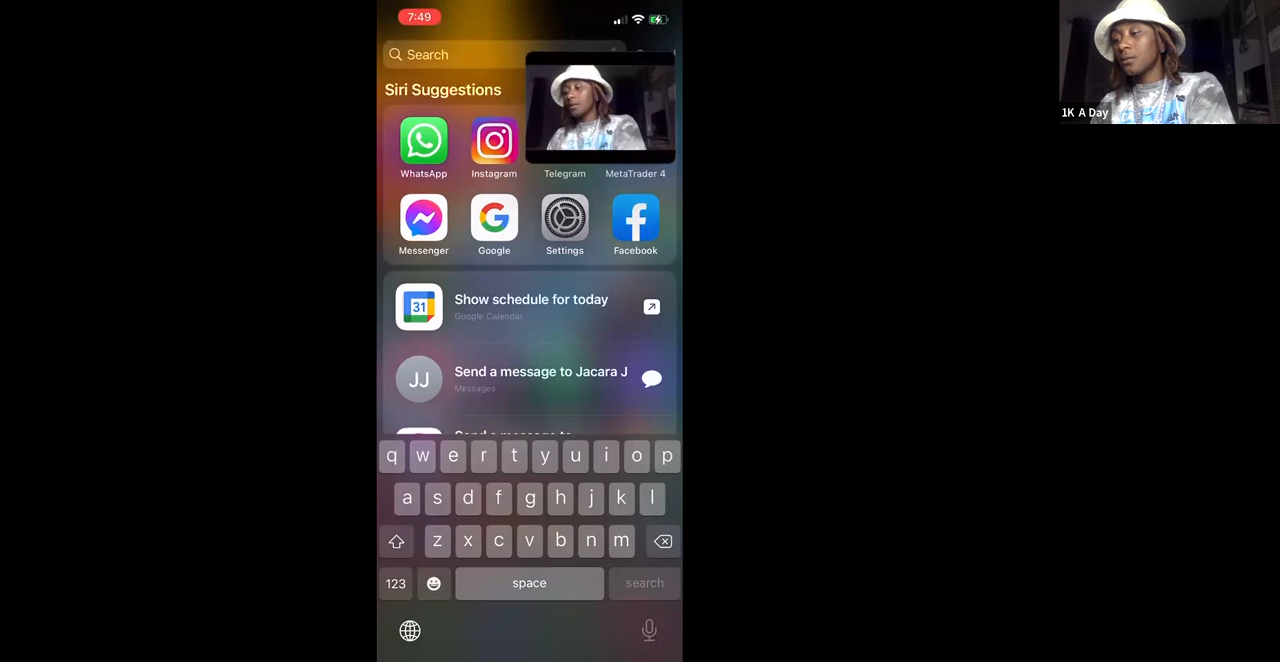 7:49
1K A Day
Search
Siri Suggestions
WhatsApp
Instagram
Telegram
MetaTrader 4
Messenger
Google
Settings
Facebook
31
Show schedule for today
Google Calendar
JJ
Send a message to Jacara J
Messages
q w e r t y u i o p
a s d f g h j k l
z x c v b n m
123
space
search